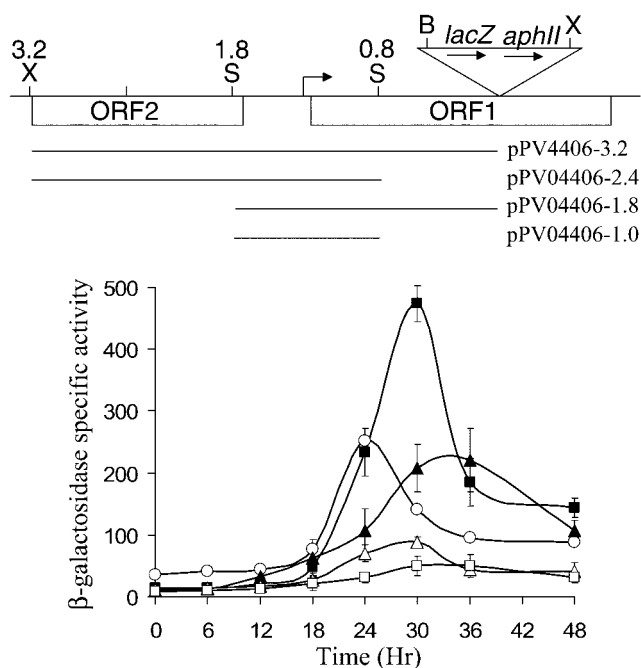 B lacZ aphII X
3.2 1.8 0.8
X S S
ORF2 ORF1
pPV4406-3.2
pPV04406-2.4
pPV04406-1.8
pPV04406-1.0
β-galactosidase specific activity
500
400
300
200
100
0
0 6 12 18 24 30 36 42 48
Time (Hr)